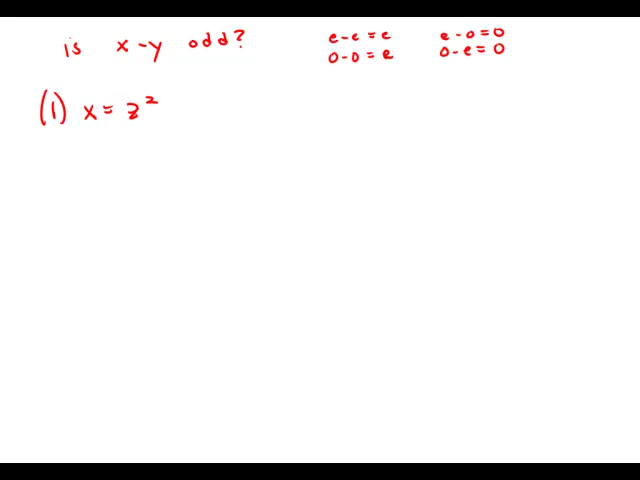 is x-y odd?
e-e=e e-o=o
o-o=e o-e=o
(1) x=z²